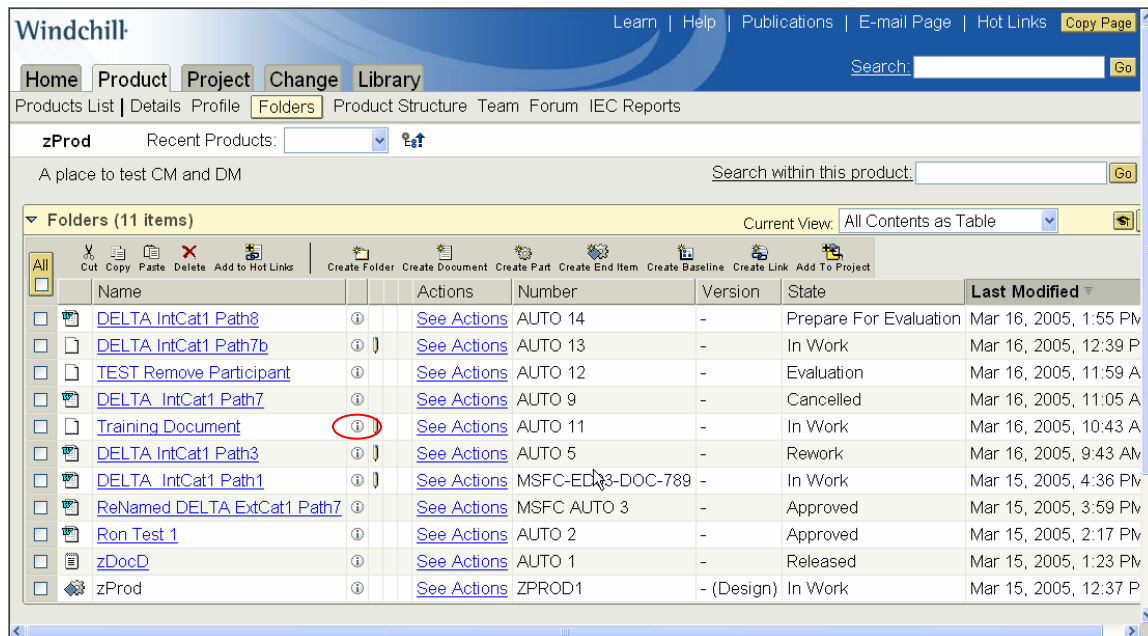 Windchill
Learn | Help | Publications | E-mail Page | Hot Links Copy Page
Search: Go
Home Product Project Change Library
Products List | Details Profile Folders Product Structure Team Forum IEC Reports
zProd Recent Products:
A place to test CM and DM Search within this product: Go
Folders (11 items) Current View: All Contents as Table
All Cut Copy Paste Delete Add to Hot Links Create Folder Create Document Create Part Create End Item Create Baseline Create Link Add To Project
Name Actions Number Version State Last Modified
DELTA IntCat1 Path8 See Actions AUTO 14 - Prepare For Evaluation Mar 16, 2005, 1:55 PM
DELTA IntCat1 Path7b See Actions AUTO 13 - In Work Mar 16, 2005, 12:39 P
TEST Remove Participant See Actions AUTO 12 - Evaluation Mar 16, 2005, 11:59 A
DELTA IntCat1 Path7 See Actions AUTO 9 - Cancelled Mar 16, 2005, 11:05 A
Training Document See Actions AUTO 11 - In Work Mar 16, 2005, 10:43 A
DELTA IntCat1 Path3 See Actions AUTO 5 - Rework Mar 16, 2005, 9:43 AM
DELTA IntCat1 Path1 See Actions - In Work Mar 15, 2005, 4:36 PM
ReNamed DELTA ExtCat1 Path7 See Actions MSFC AUTO 3 - Approved Mar 15, 2005, 3:59 PM
Ron Test 1 See Actions AUTO 2 - Approved Mar 15, 2005, 2:17 PM
zDocD See Actions AUTO 1 - Released Mar 15, 2005, 1:23 PM
zProd See Actions ZPROD1 - (Design) In Work Mar 15, 2005, 12:37 P